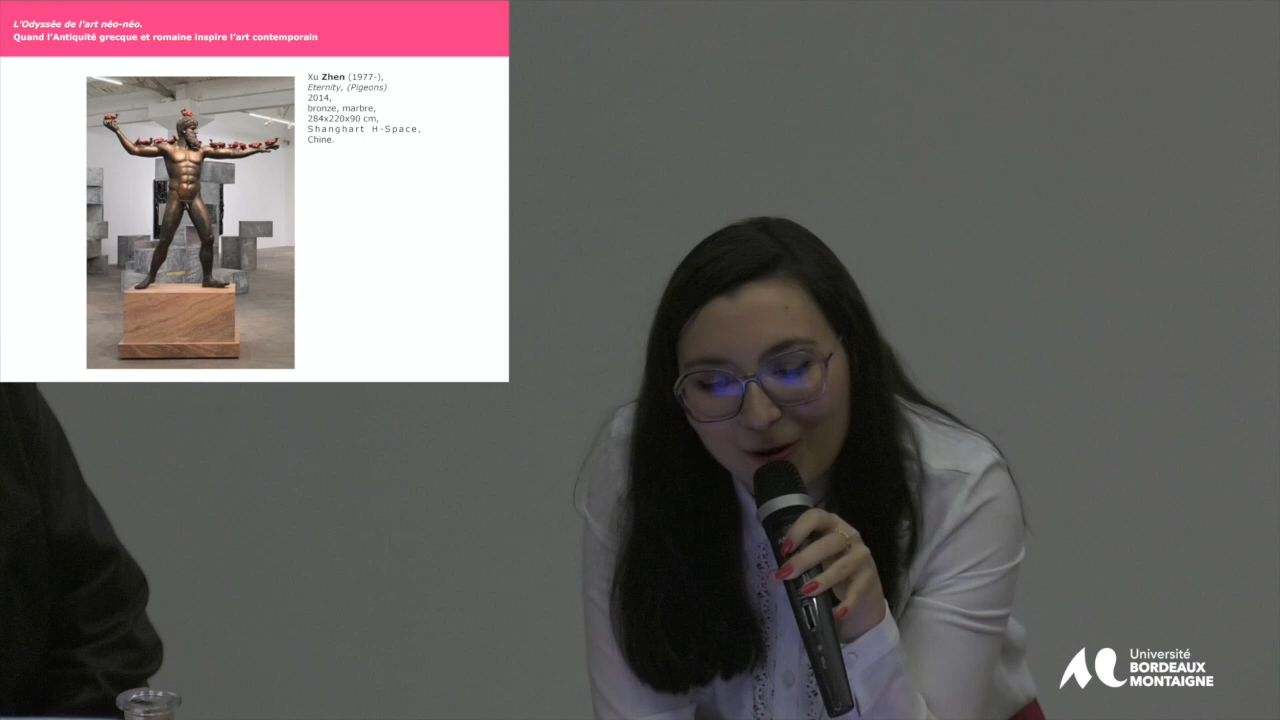 L'Odyssée de l'art néo-néo.
Quand l'Antiquité grecque et romaine inspire l'art contemporain
Xu Zhen (1977-),
Eternity, (Pigeons)
2014,
bronze, marbre,
284x220x90 cm,
Shanghart H-Space,
Chine.
Université
BORDEAUX
MONTAIGNE